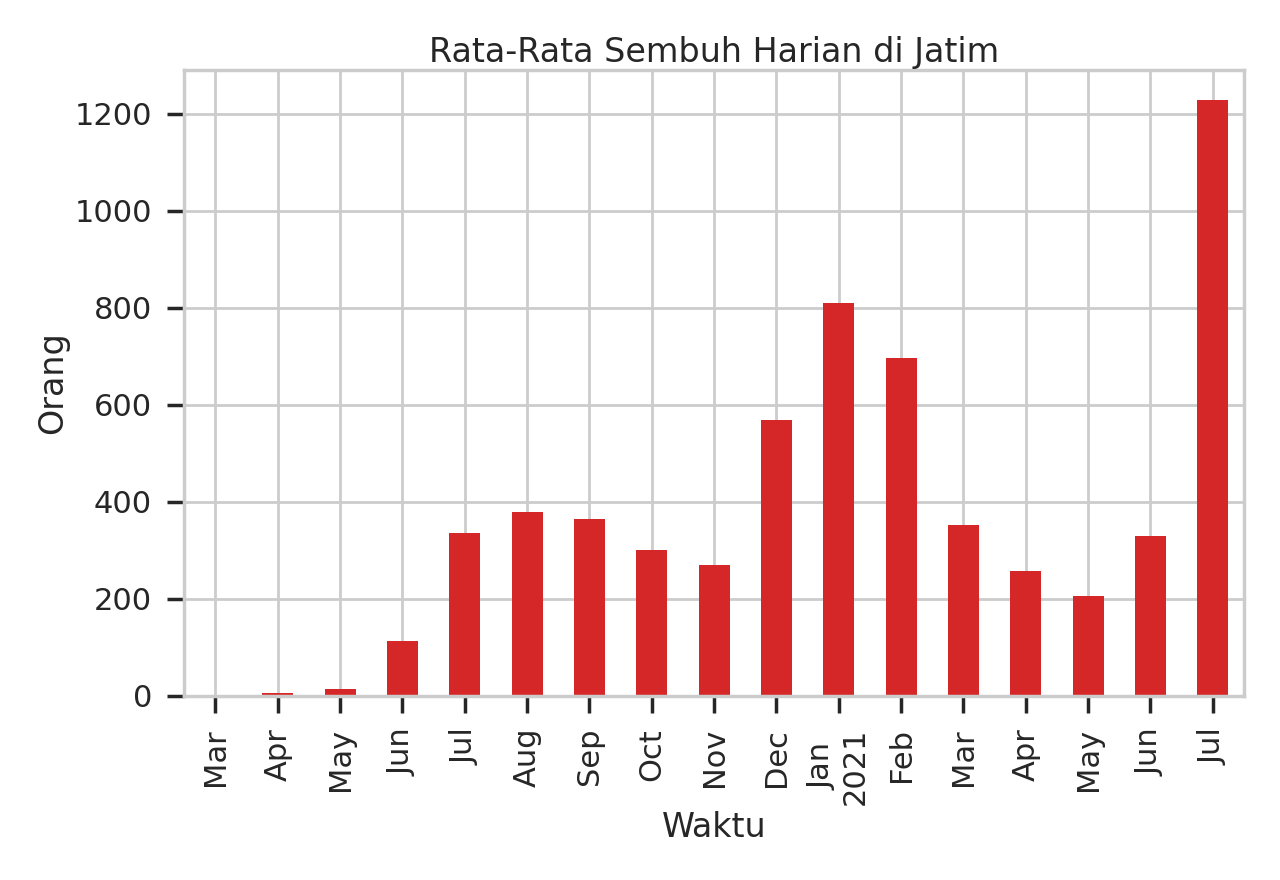 Rata-Rata Sembuh Harian di Jatim
1200
1000
800
600
400
200
0
Orang
Mar
Apr
May
Jun
Jul
Aug
Sep
Oct
Nov
Dec
Jan
2021
Feb
Mar
Apr
May
Jun
Jul
Waktu